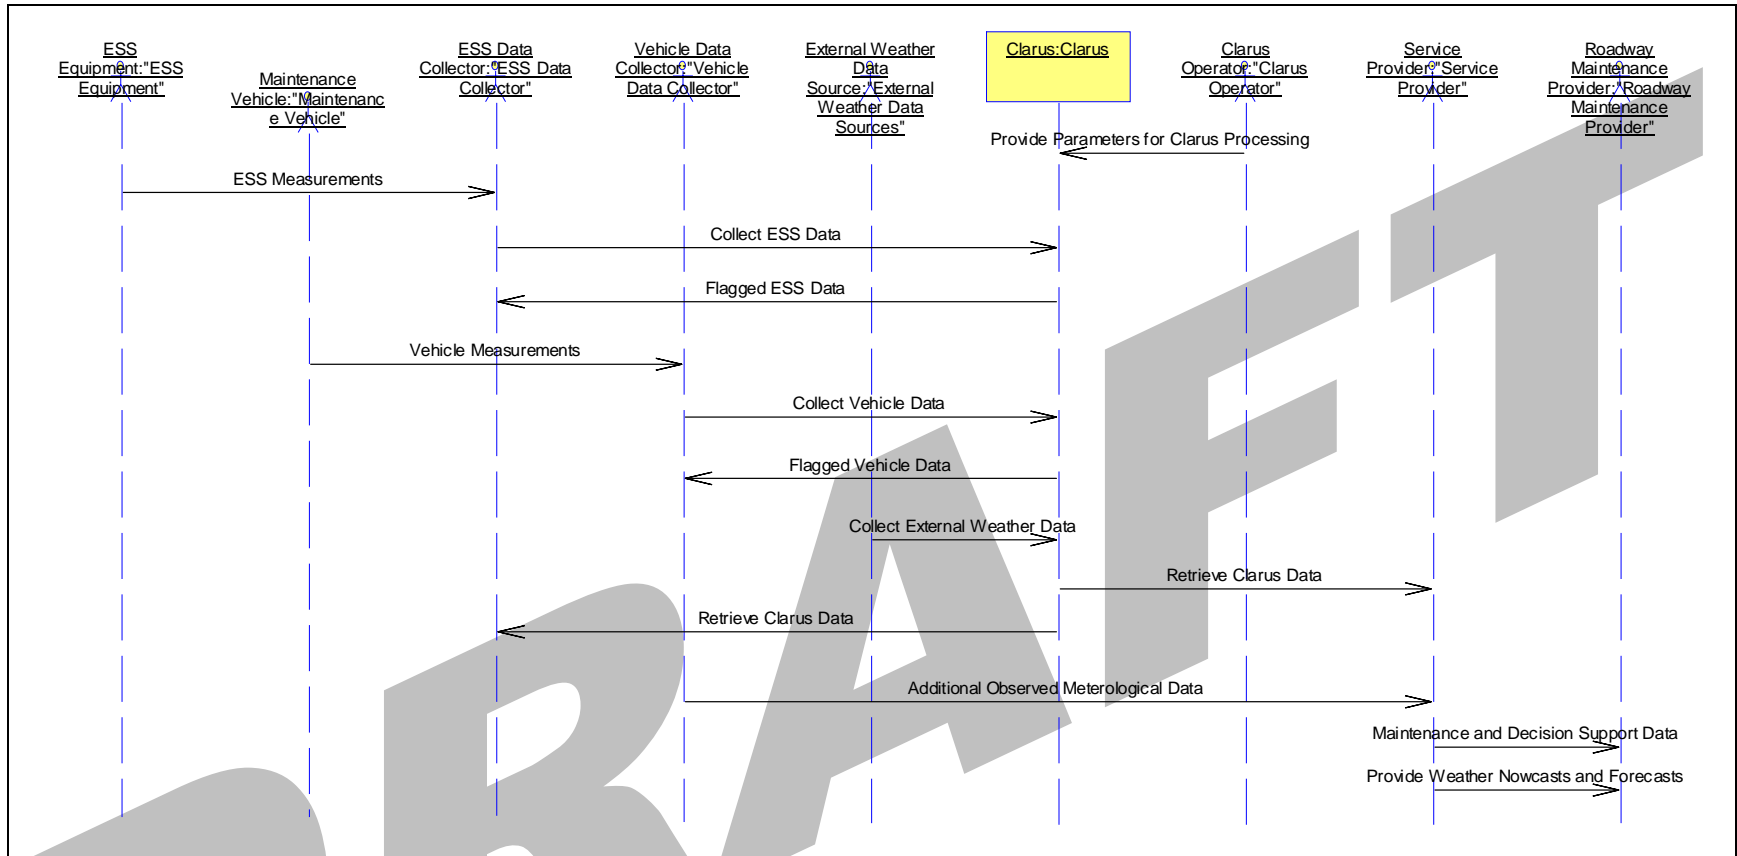 ESS
Equipment:"ESS
Equipment"
Maintenance
Vehicle:"Maintenanc
e Vehicle"
ESS Data
Collector:"ESS Data
Collector"
Vehicle Data
Collector:"Vehicle
Data Collector"
External Weather
Data
Source:"External
Weather Data
Sources"
Clarus:Clarus
Clarus
Operator:"Clarus
Operator"
Service
Provider:"Service
Provider"
Roadway
Maintenance
Provider:"Roadway
Maintenance
Provider"
Provide Parameters for Clarus Processing
ESS Measurements
Collect ESS Data
Flagged ESS Data
Vehicle Measurements
Collect Vehicle Data
Flagged Vehicle Data
Collect External Weather Data
Retrieve Clarus Data
Retrieve Clarus Data
Additional Observed Meterological Data
Maintenance and Decision Support Data
Provide Weather Nowcasts and Forecasts
DRAFT